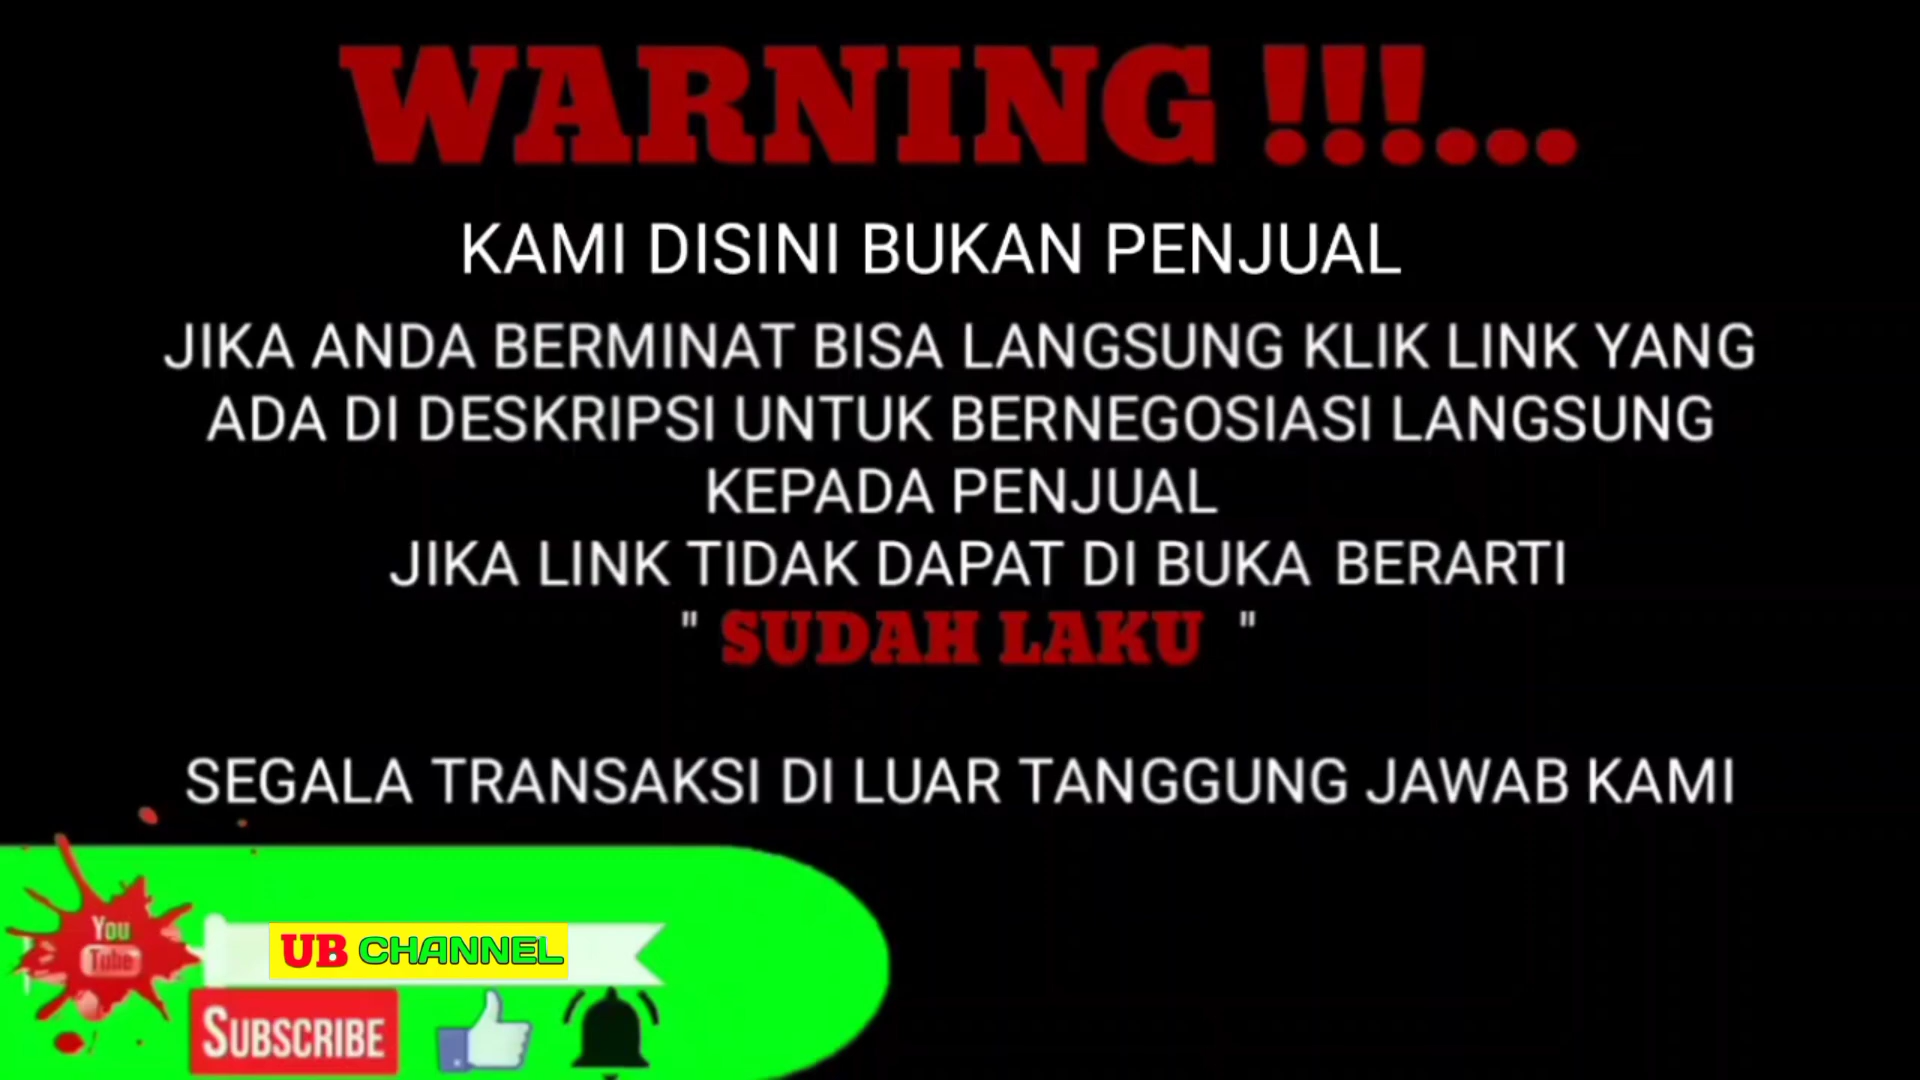 WARNING !!!...
KAMI DISINI BUKAN PENJUAL
JIKA ANDA BERMINAT BISA LANGSUNG KLIK LINK YANG
ADA DI DESKRIPSI UNTUK BERNEGOSIASI LANGSUNG
KEPADA PENJUAL
JIKA LINK TIDAK DAPAT DI BUKA BERARTI
" SUDAH LAKU "
SEGALA TRANSAKSI DI LUAR TANGGUNG JAWAB KAMI
You
Tube
UB CHANNEL
SUBSCRIBE